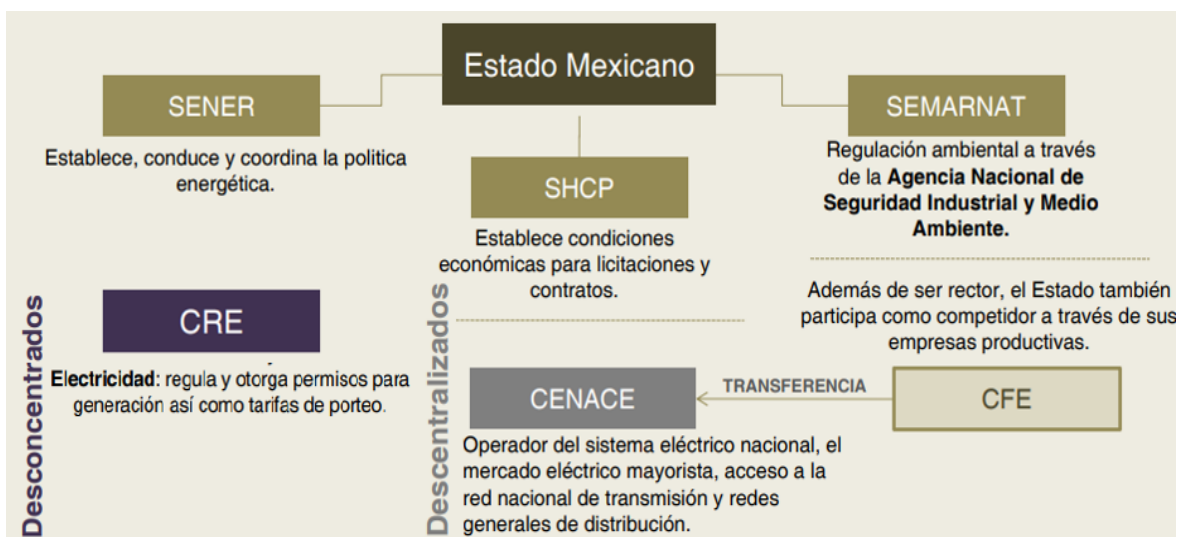 Estado Mexicano
SENER
Establece, conduce y coordina la politica
energética.
SHCP
Establece condiciones
económicas para licitaciones y
contratos.
SEMARNAT
Regulación ambiental a través
de la Agencia Nacional de
Seguridad Industrial y Medio
Ambiente.
Además de ser rector, el Estado también
participa como competidor a través de sus
empresas productivas.
Desconcentrados
CRE
Electricidad: regula y otorga permisos para
generación así como tarifas de porteo.
Descentralizados
CENACE
TRANSFERENCIA
CFE
Operador del sistema eléctrico nacional, el
mercado eléctrico mayorista, acceso a la
red nacional de transmisión y redes
generales de distribución.